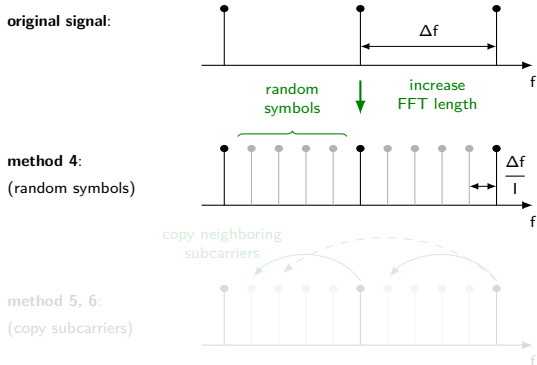 original signal:
Δf
f
random
symbols
increase
FFT length
method 4:
(random symbols)
Δf
I
f
copy neighboring
subcarriers
method 5, 6:
(copy subcarriers)
f